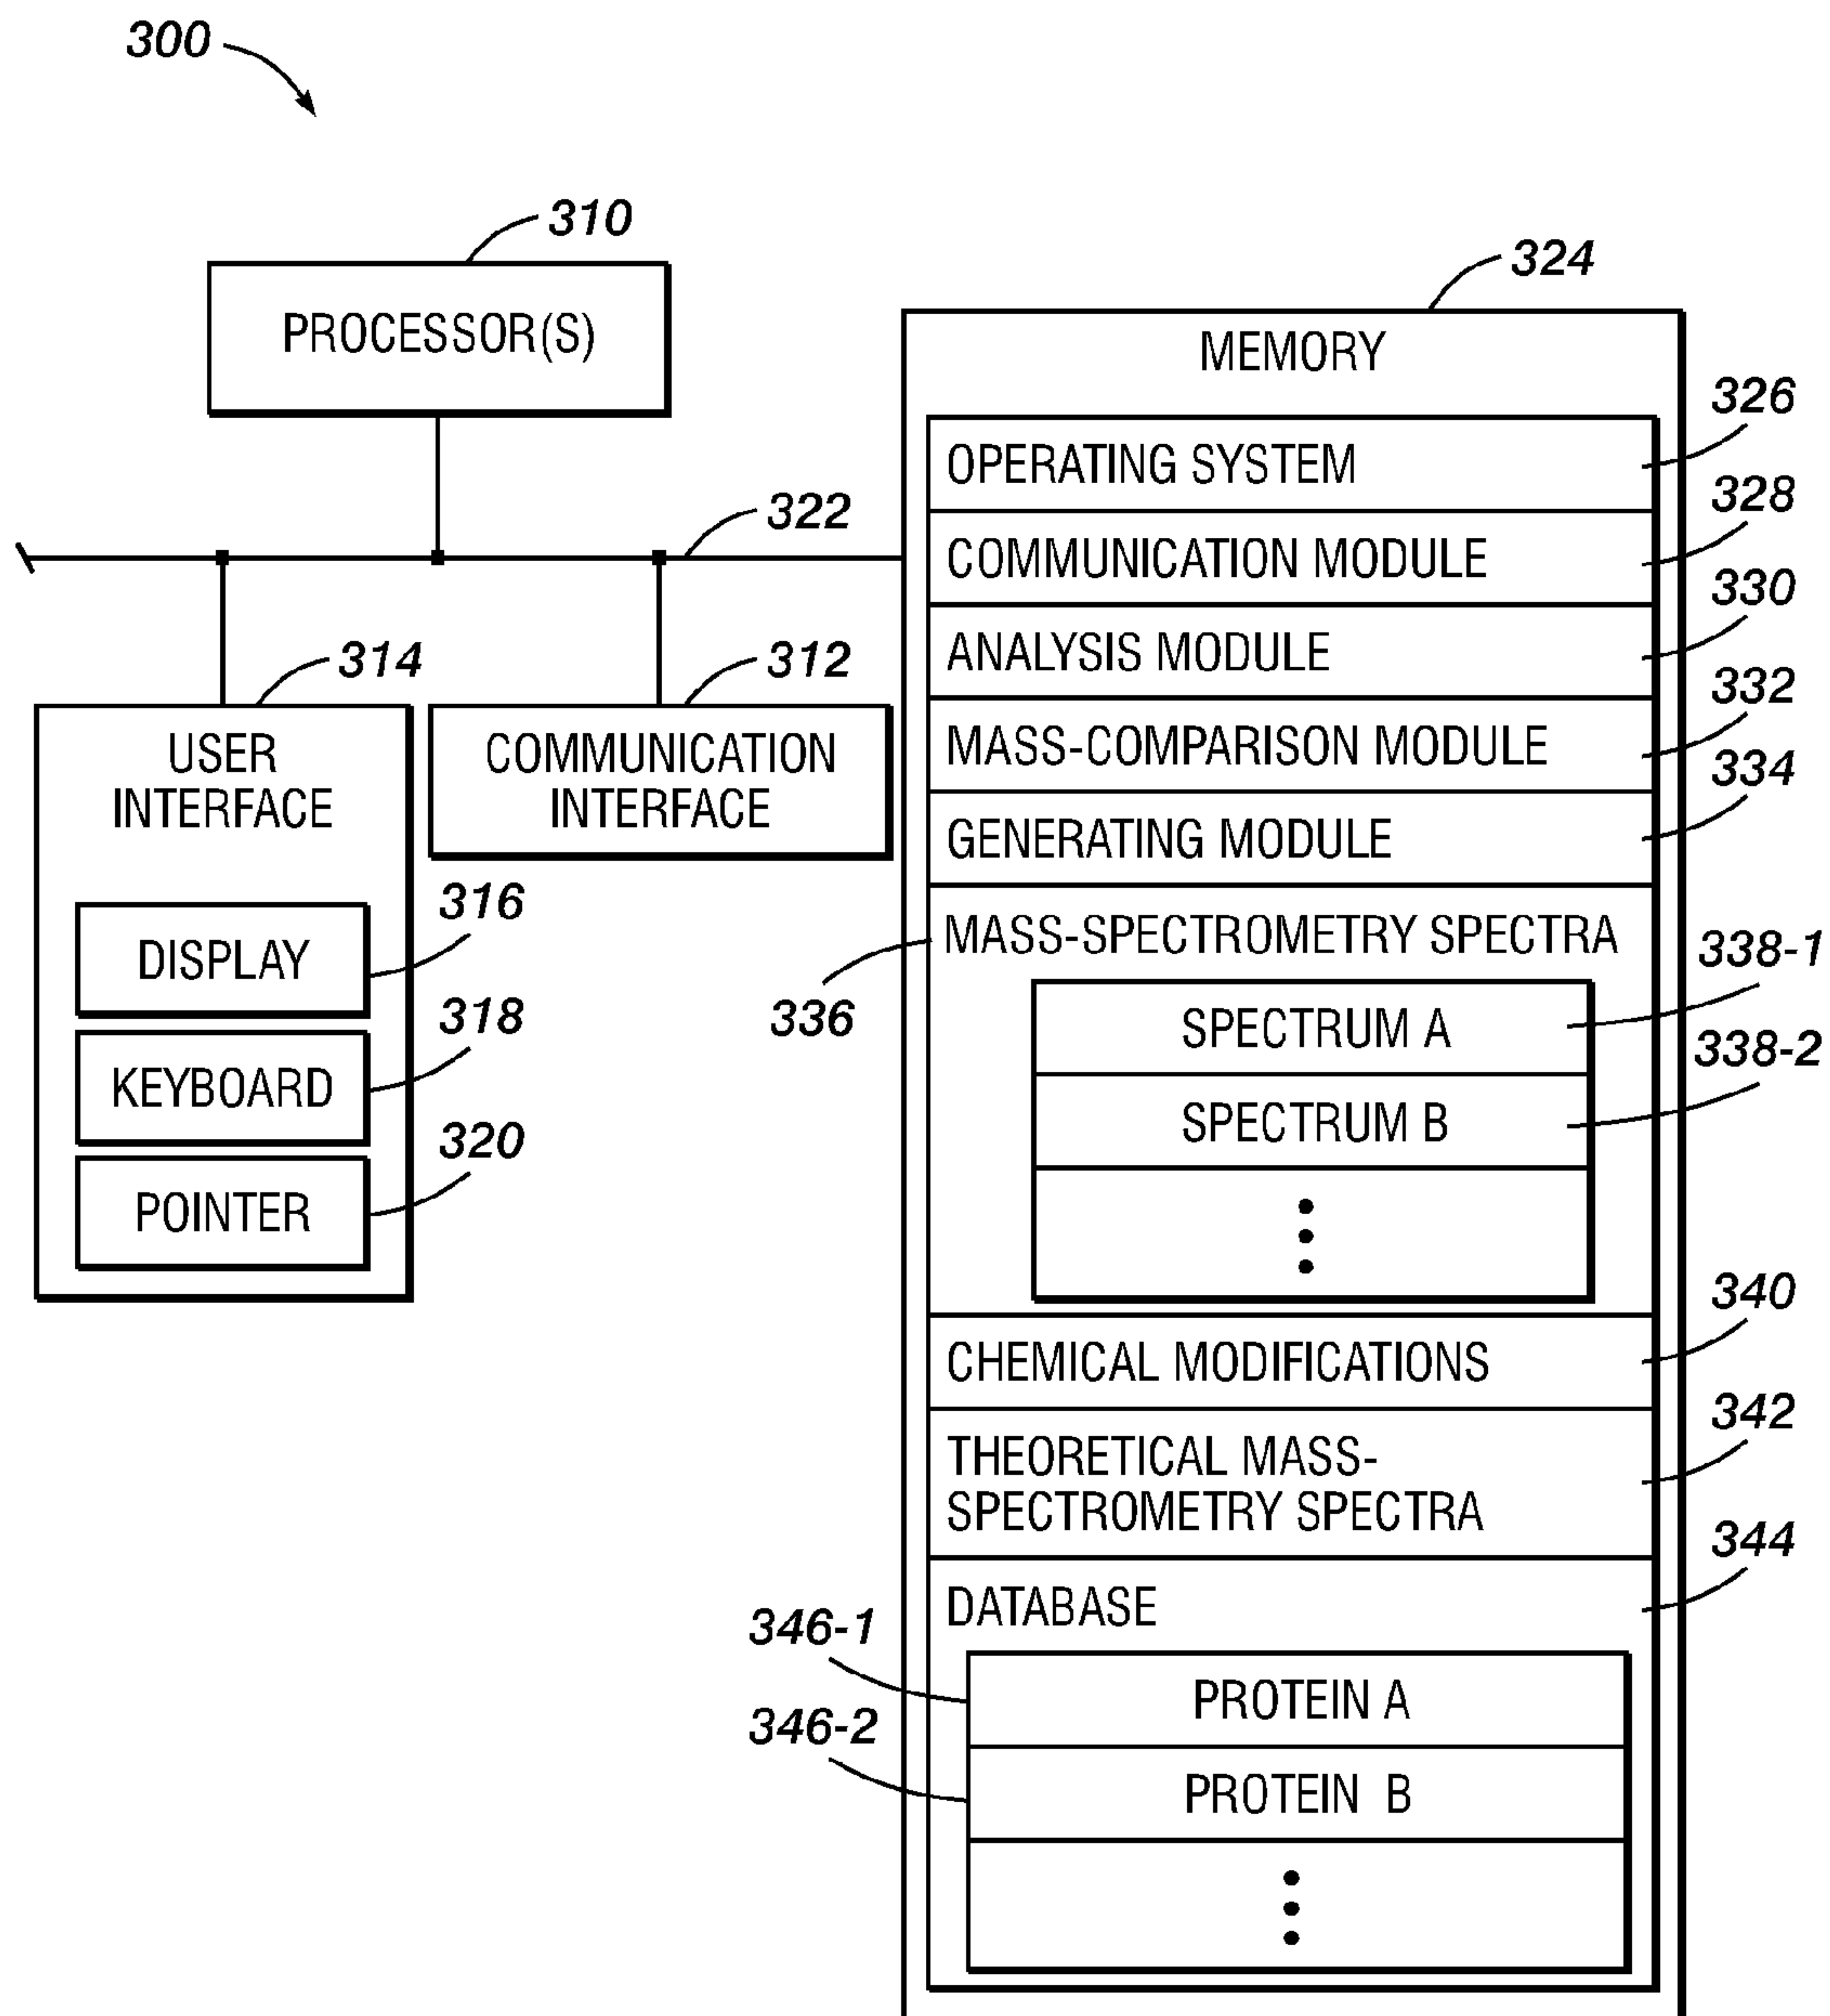 300
310
PROCESSOR(S)
322
314
USER
INTERFACE
312
COMMUNICATION
INTERFACE
316
DISPLAY
318
KEYBOARD
320
POINTER
324
MEMORY
326
OPERATING SYSTEM
328
COMMUNICATION MODULE
330
ANALYSIS MODULE
332
MASS-COMPARISON MODULE
334
GENERATING MODULE
336
MASS-SPECTROMETRY SPECTRA
338-1
SPECTRUM A
338-2
SPECTRUM B
340
CHEMICAL MODIFICATIONS
342
THEORETICAL MASS-
SPECTROMETRY SPECTRA
344
DATABASE
346-1
PROTEIN A
346-2
PROTEIN B